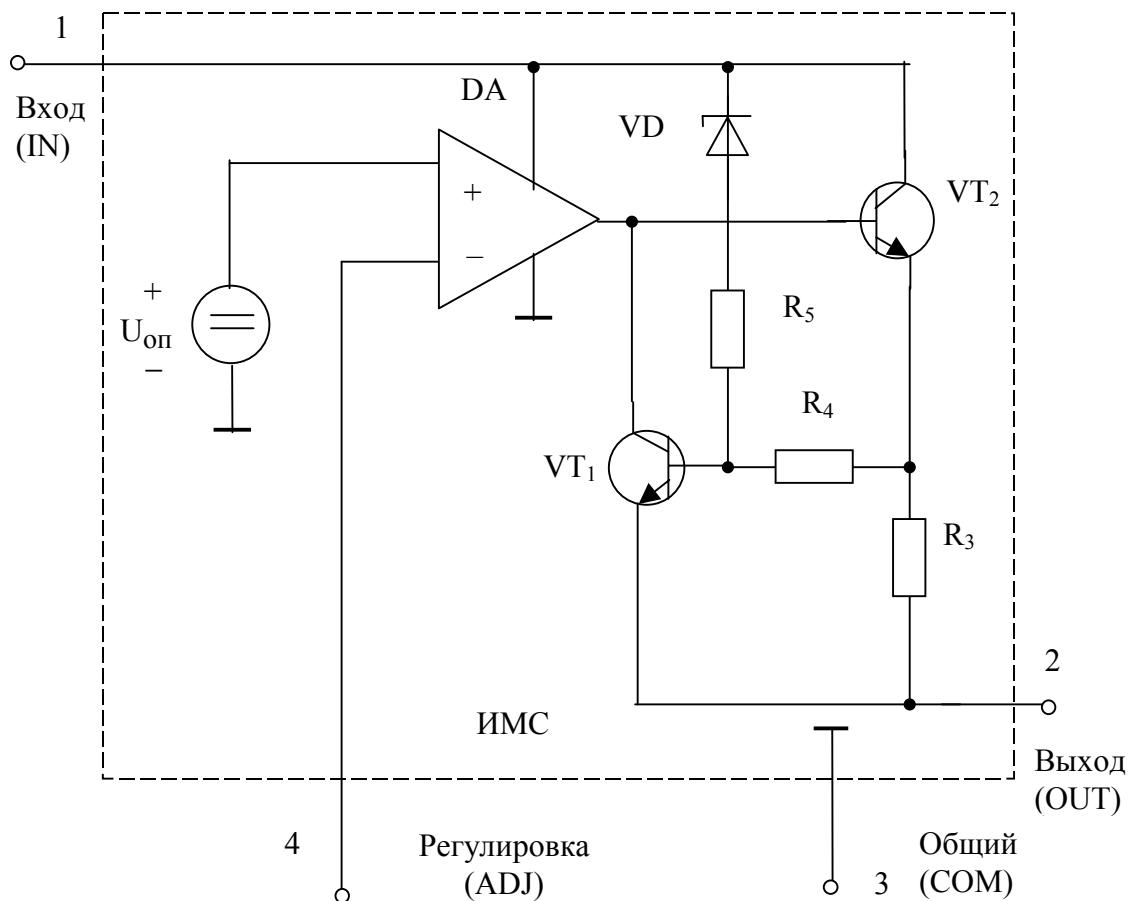 1
Вход
(IN)
DA
VD
VT2
+
−
+
Uоп
−
R5
R4
VT1
R3
2
ИМС
Выход
(OUT)
4
Регулировка
(ADJ)
Общий
(COM)
3